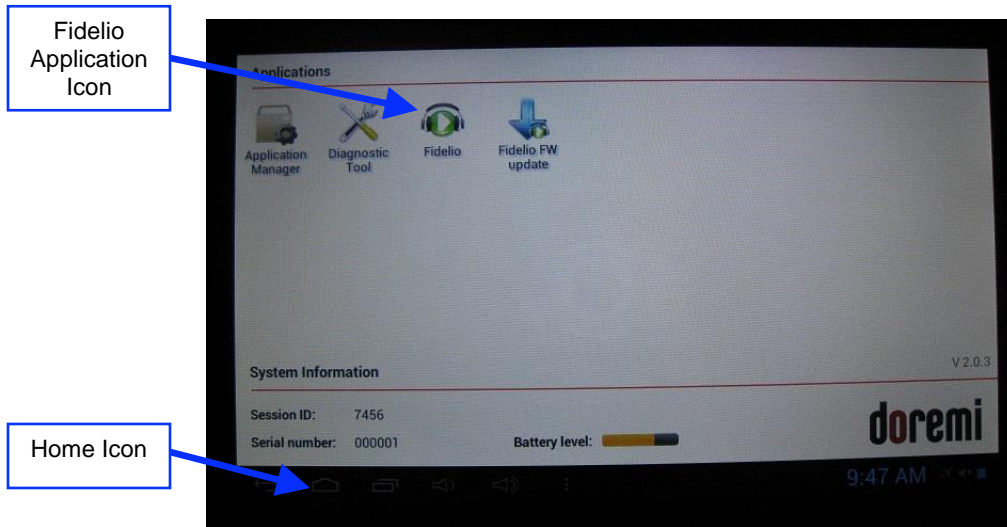 Fidelio
Application
Icon
Applications
Application
Manager
Diagnostic
Tool
Fidelio
Fidelio FW
update
V 2.0.3
System Information
Session ID: 7456
Serial number: 000001
Battery level:
doremi
Home Icon
9:47 AM